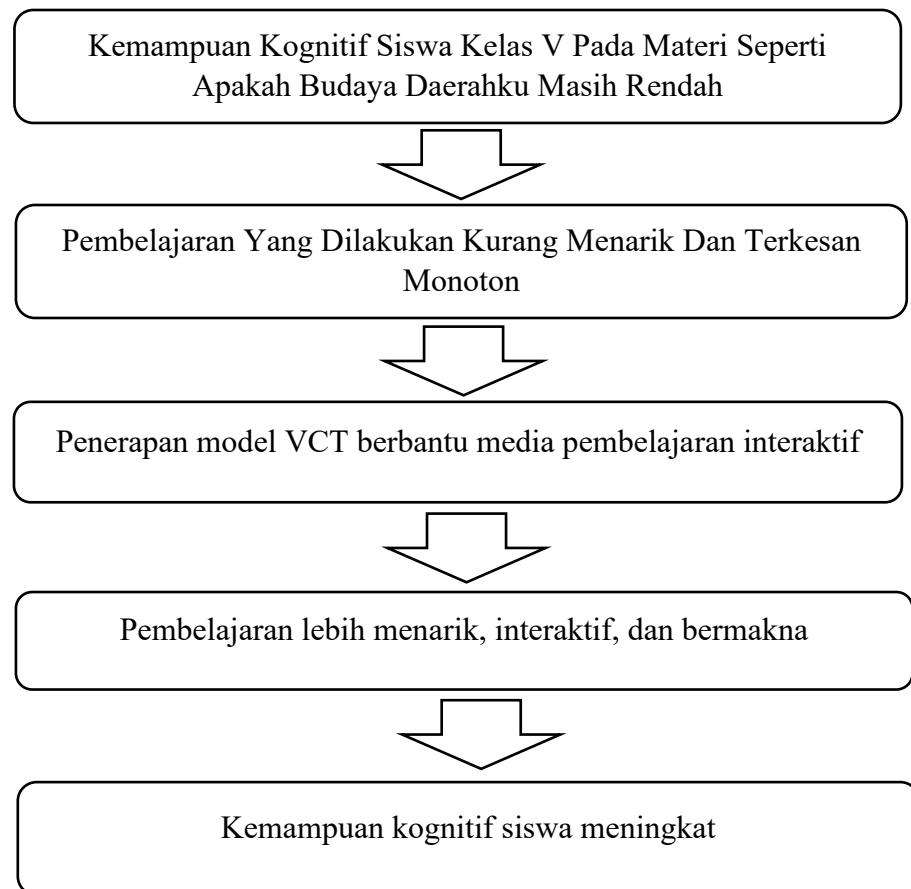 Kemampuan Kognitif Siswa Kelas V Pada Materi Seperti
Apakah Budaya Daerahku Masih Rendah
Pembelajaran Yang Dilakukan Kurang Menarik Dan Terkesan
Monoton
Penerapan model VCT berbantu media pembelajaran interaktif
Pembelajaran lebih menarik, interaktif, dan bermakna
Kemampuan kognitif siswa meningkat